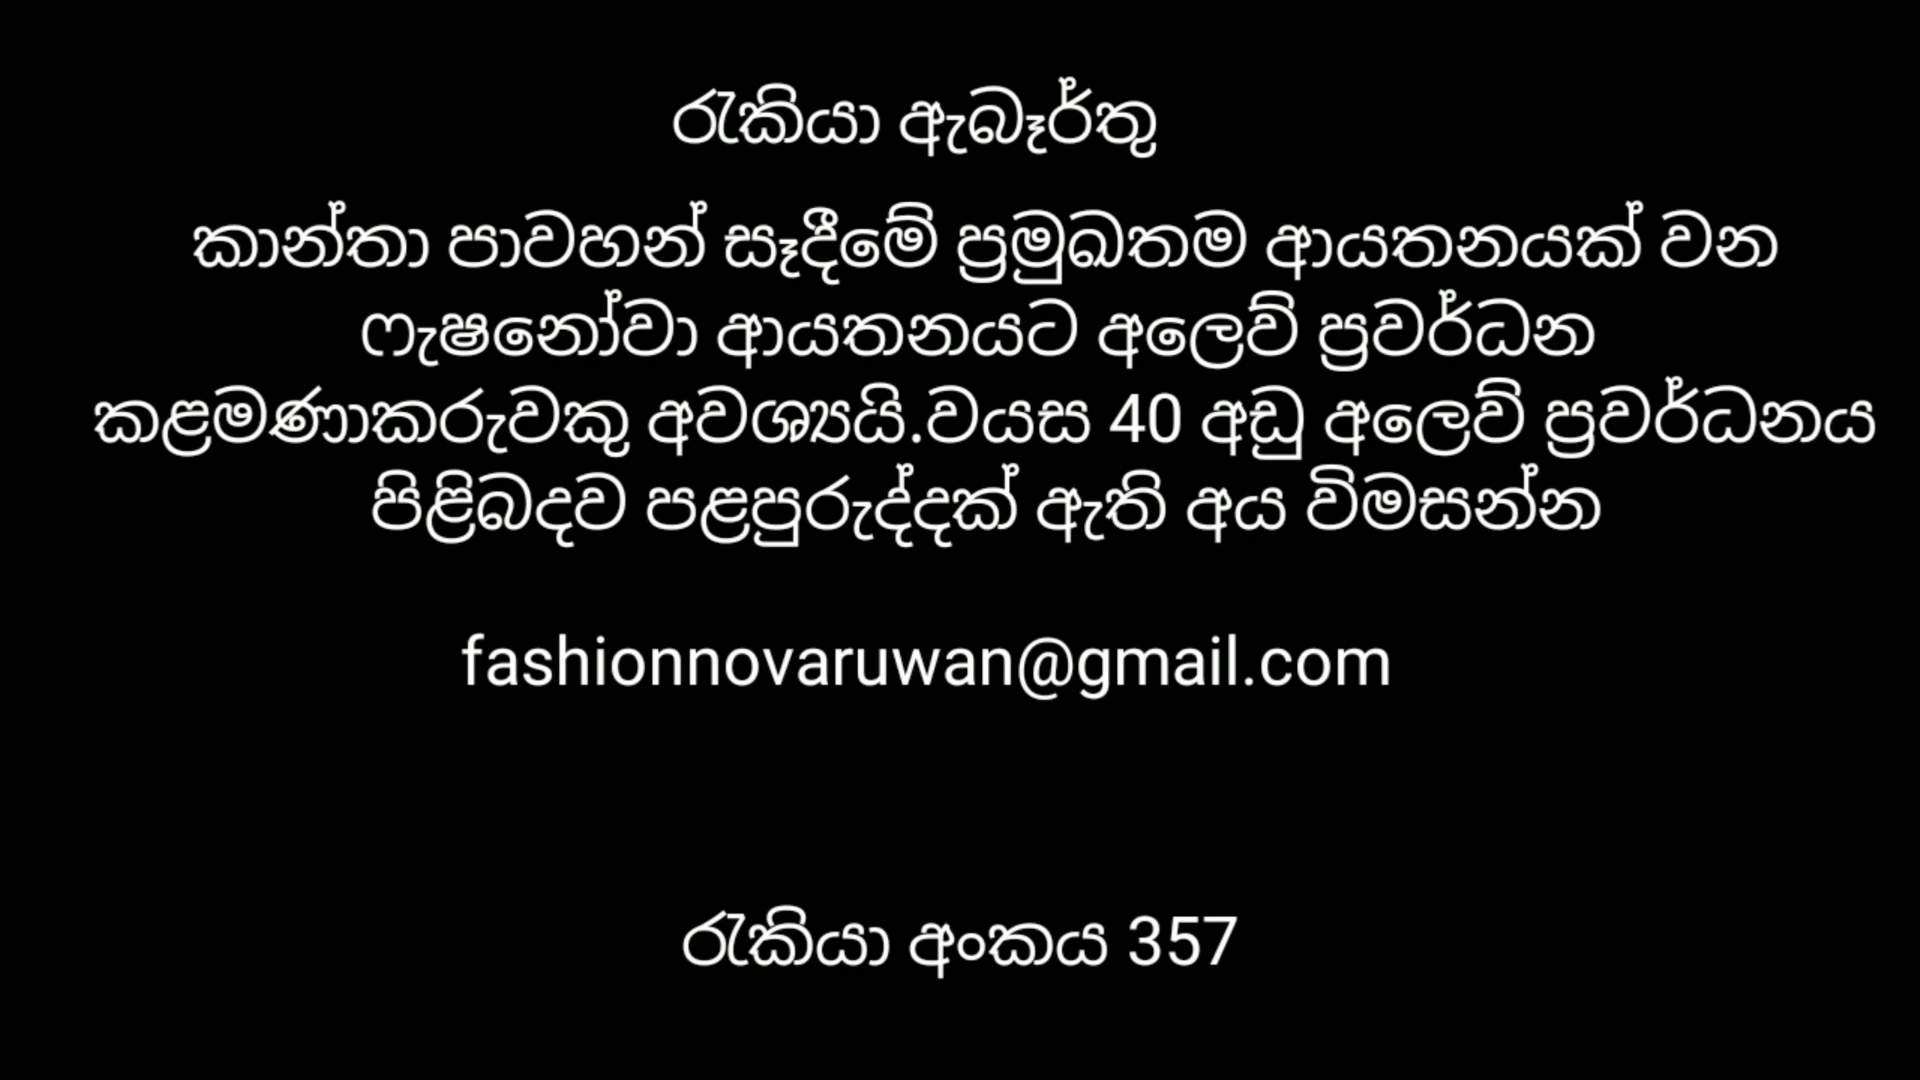 රැකියා ඇබෑර්තු
කාන්තා පාවහන් සෑදීමේ ප්‍රමුඛතම ආයතනයක් වන
ෆැෂනෝවා ආයතනයට අලෙව් ප්‍රවර්ධන
කළමණාකරුවකු අවශ්‍යයි.වයස 40 අඩු අලෙව් ප්‍රවර්ධනය
පිළිබදව පළපුරුද්දක් ඇති අය විමසන්න
fashionnovaruwan@gmail.com
රැකියා අංකය 357